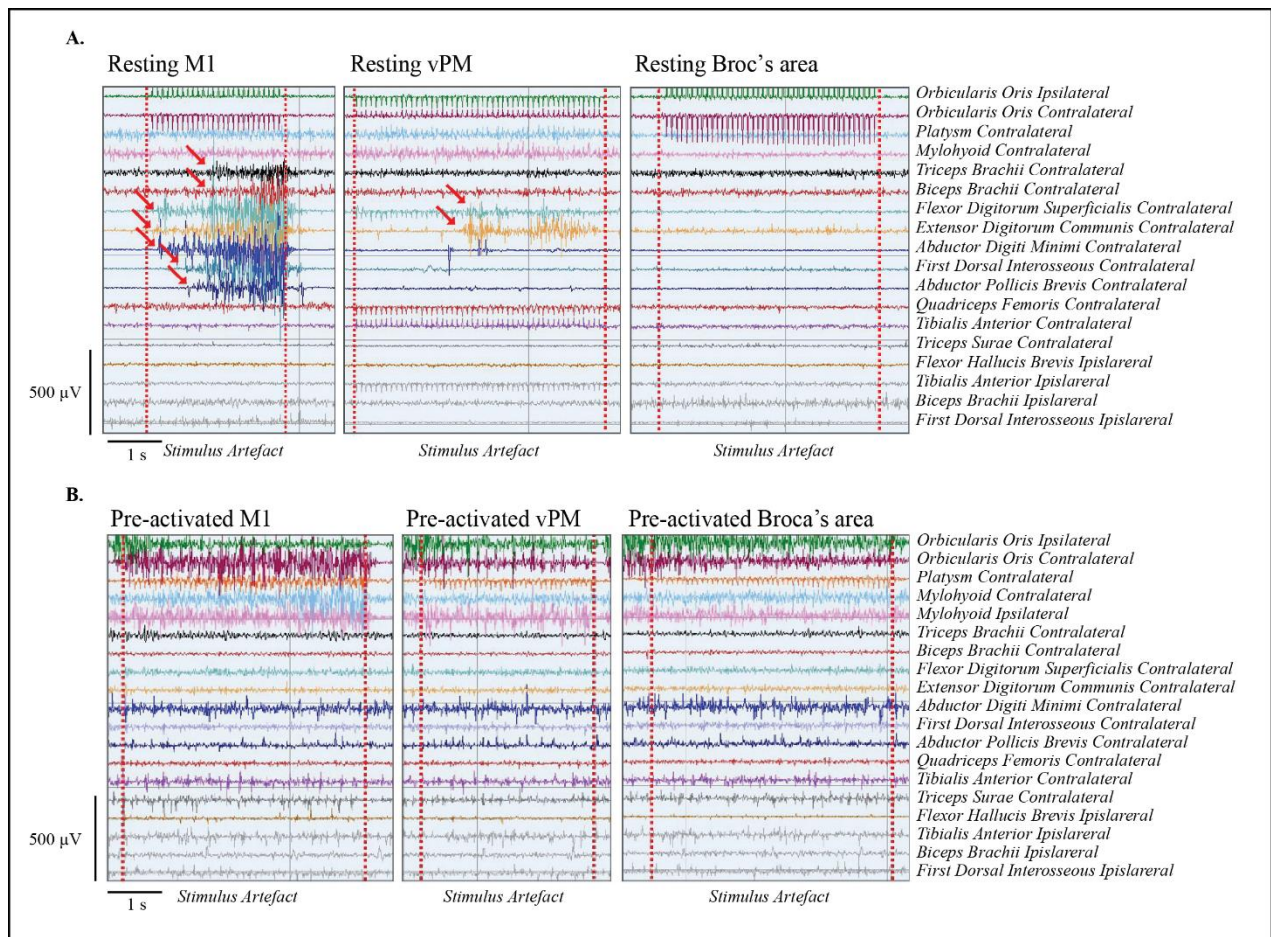 A.
Resting M1
Resting vPM
Resting Broc's area
Orbicularis Oris Ipsilateral
Orbicularis Oris Contralateral
Platysm Contralateral
Mylohyoid Contralateral
Triceps Brachii Contralateral
Biceps Brachii Contralateral
Flexor Digitorum Superficialis Contralateral
Extensor Digitorum Communis Contralateral
Abductor Digiti Minimi Contralateral
First Dorsal Interosseous Contralateral
Abductor Pollicis Brevis Contralateral
Quadriceps Femoris Contralateral
Tibialis Anterior Contralateral
Triceps Surae Contralateral
Flexor Hallucis Brevis Ipislareral
Tibialis Anterior Ipislareral
Biceps Brachii Ipislareral
First Dorsal Interosseous Ipislareral
500 µV
1 s
Stimulus Artefact
Stimulus Artefact
Stimulus Artefact
B.
Pre-activated M1
Pre-activated vPM
Pre-activated Broca's area
Orbicularis Oris Ipsilateral
Orbicularis Oris Contralateral
Platysm Contralateral
Mylohyoid Contralateral
Mylohyoid Ipsilateral
Triceps Brachii Contralateral
Biceps Brachii Contralateral
Flexor Digitorum Superficialis Contralateral
Extensor Digitorum Communis Contralateral
Abductor Digiti Minimi Contralateral
First Dorsal Interosseous Contralateral
Abductor Pollicis Brevis Contralateral
Quadriceps Femoris Contralateral
Tibialis Anterior Contralateral
Triceps Surae Contralateral
Flexor Hallucis Brevis Ipislareral
Tibialis Anterior Ipislareral
Biceps Brachii Ipislareral
First Dorsal Interosseous Ipislareral
500 µV
1 s
Stimulus Artefact
Stimulus Artefact
Stimulus Artefact